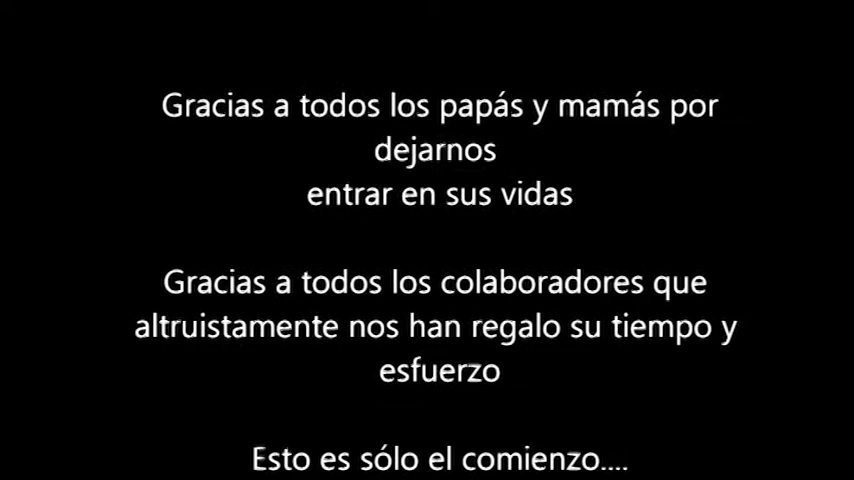 Gracias a todos los papás y mamás por
dejarnos
entrar en sus vidas
Gracias a todos los colaboradores que
altruistamente nos han regalo su tiempo y
esfuerzo
Esto es sólo el comienzo....